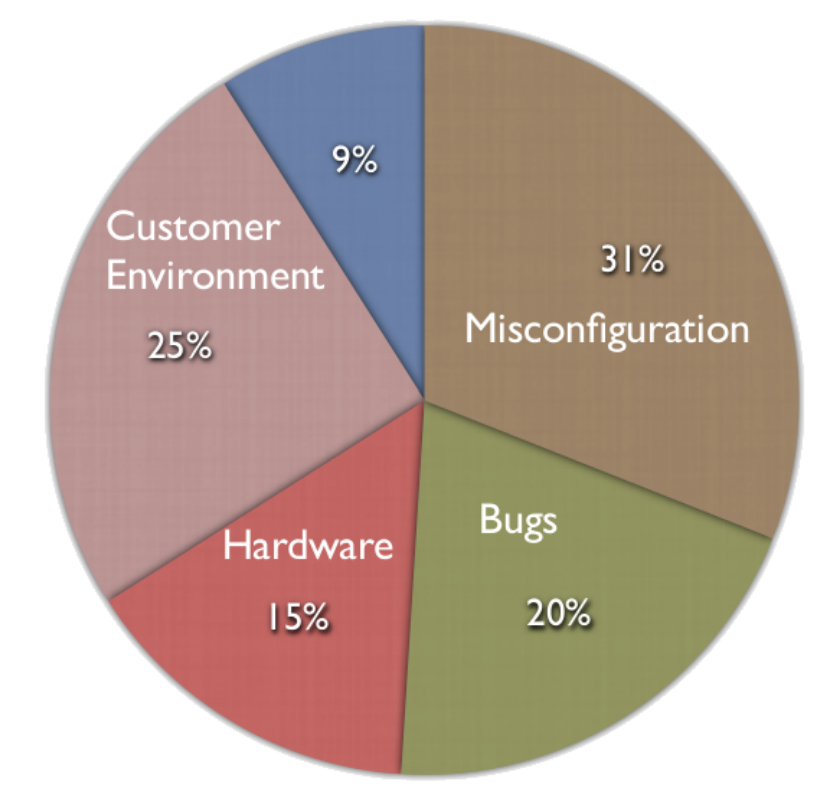 9%
31%
Misconfiguration
Customer
Environment
25%
Bugs
20%
Hardware
15%